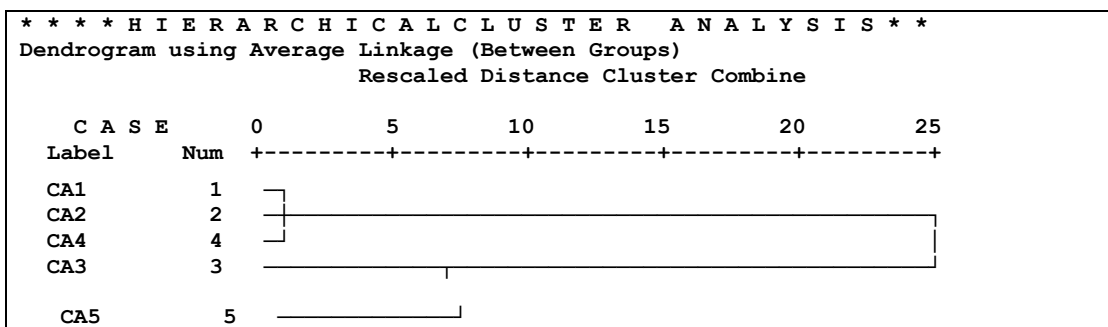 * * * * H I E R A R C H I C A L C L U S T E R   A N A L Y S I S * *
Dendrogram using Average Linkage (Between Groups)
Rescaled Distance Cluster Combine
C A S E 0 5 10 15 20 25
Label Num +---------+---------+---------+---------+---------+
CA1 1
CA2 2
CA4 4
CA3 3
CA5 5